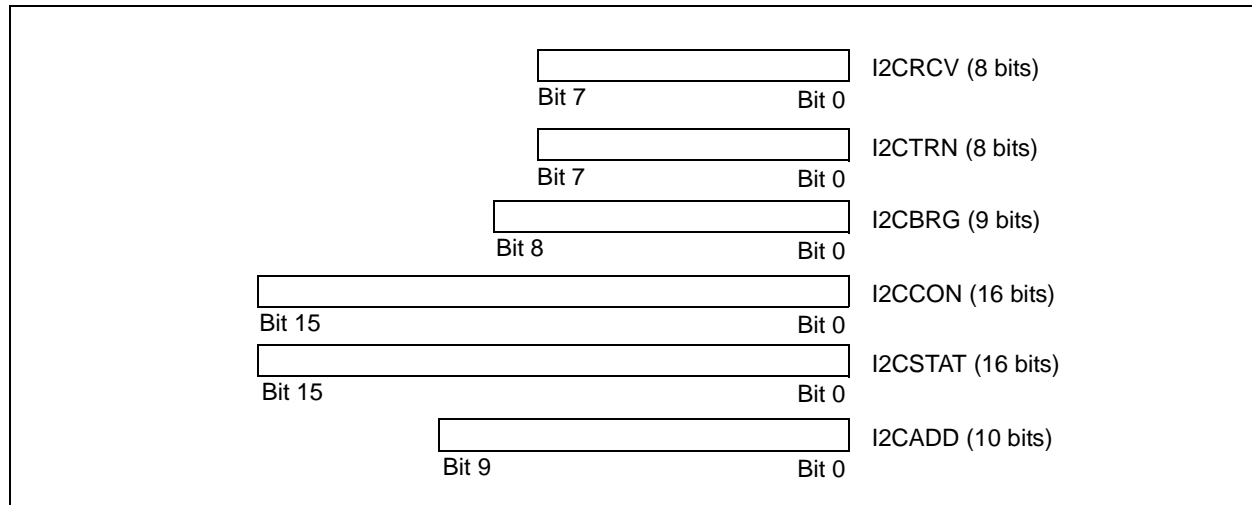 I2CRCV (8 bits)
Bit 7 Bit 0
I2CTRN (8 bits)
Bit 7 Bit 0
I2CBRG (9 bits)
Bit 8 Bit 0
I2CCON (16 bits)
Bit 15 Bit 0
I2CSTAT (16 bits)
Bit 15 Bit 0
I2CADD (10 bits)
Bit 9 Bit 0